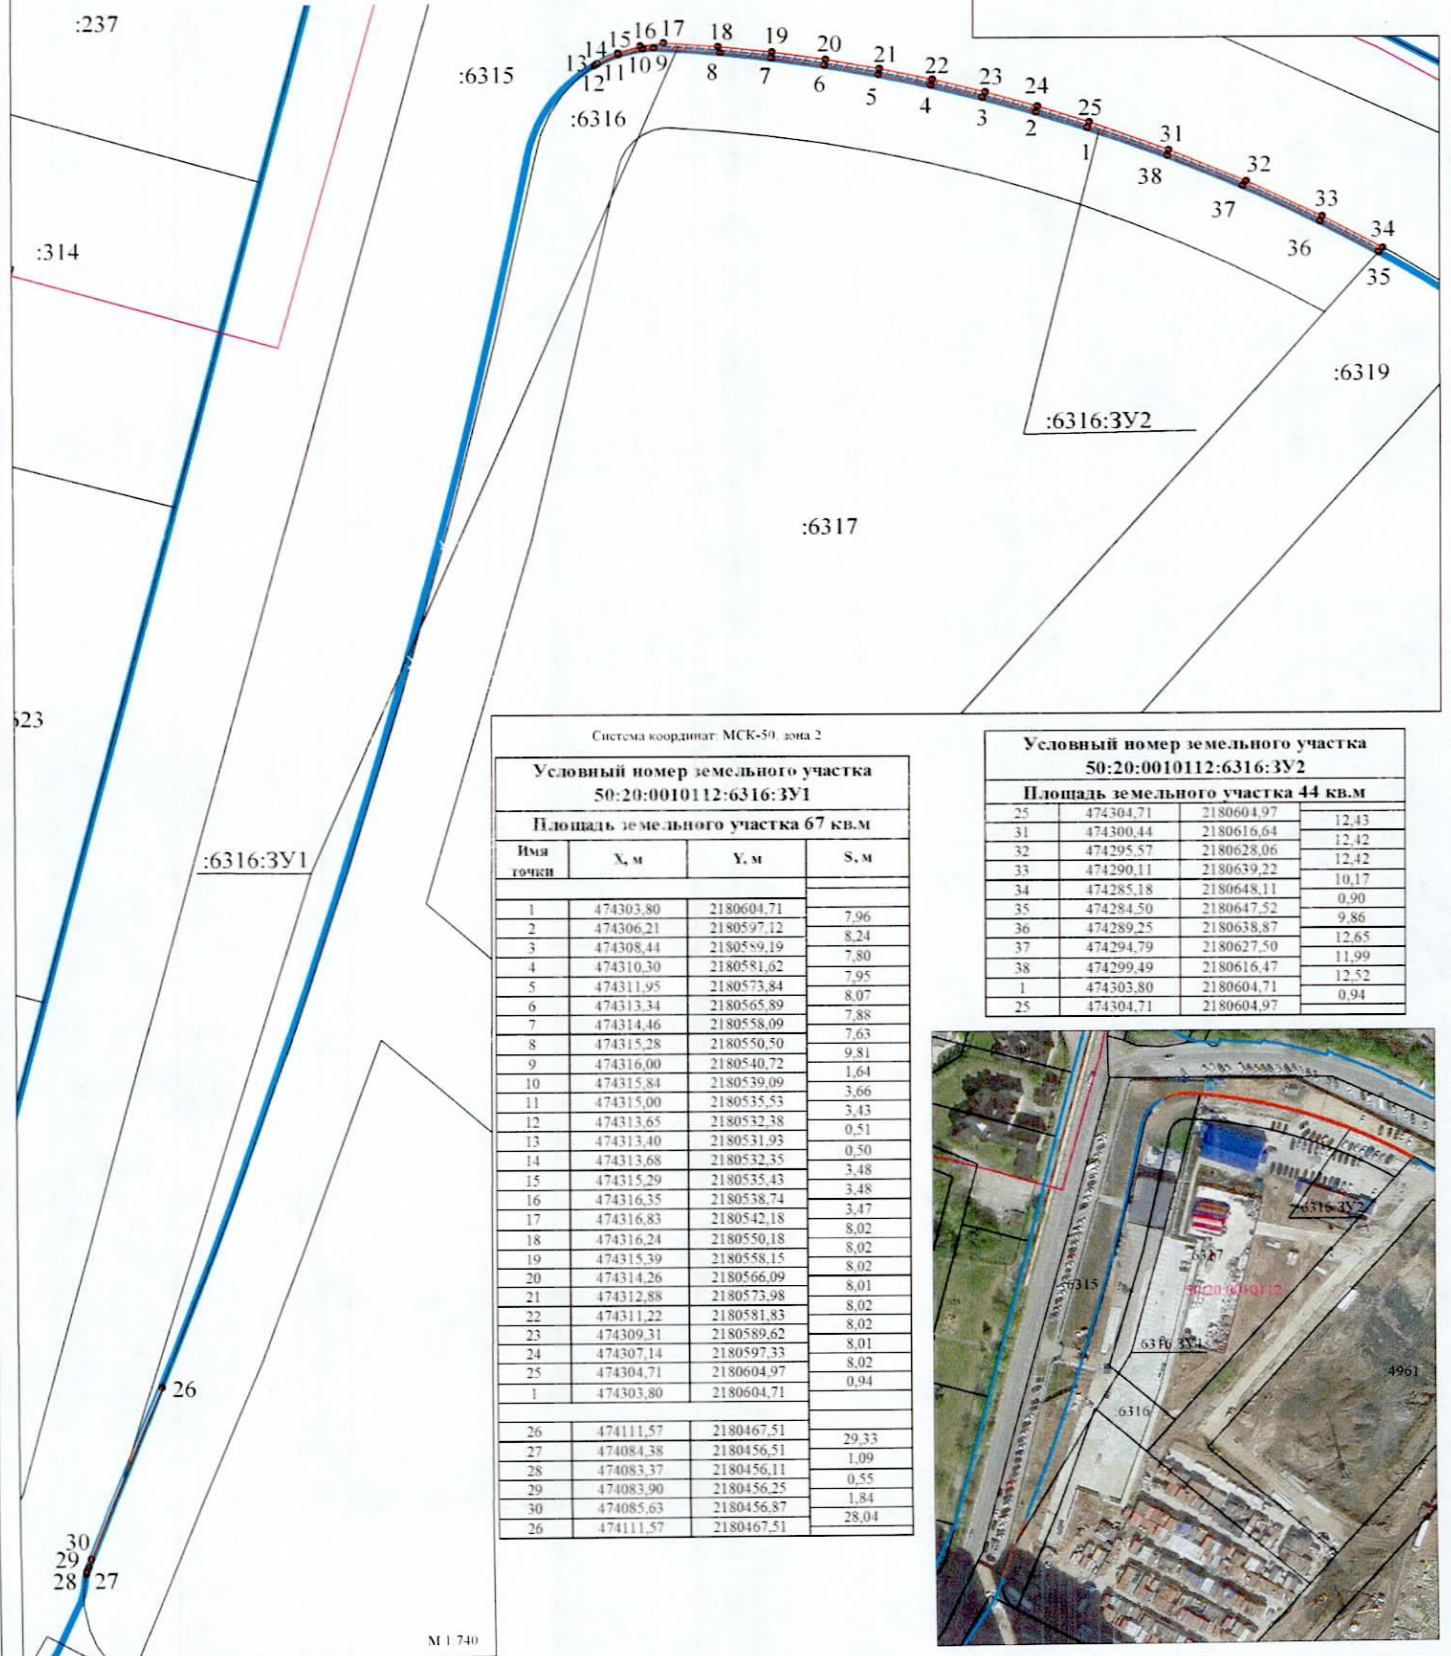 :237
:6315
13
14
15
16
17
18
19
20
21
22
23
24
25
31
32
33
34
12
11
10
9
8
7
6
5
4
3
2
1
38
37
36
35
:6316
:314
:6319
:6316:ЗУ2
:6317
523
:6316:ЗУ1
26
30
29
28
27
М 1:740
Система координат: МСК-50, зона 2
Условный номер земельного участка
50:20:0010112:6316:ЗУ1
Площадь земельного участка 67 кв.м
Имя точки X, м Y, м S, м
1 474303,80 2180604,71
7,96
2 474306,21 2180597,12
8,24
3 474308,44 2180589,19
7,80
4 474310,30 2180581,62
7,95
5 474311,95 2180573,84
8,07
6 474313,34 2180565,89
7,88
7 474314,46 2180558,09
7,63
8 474315,28 2180550,50
9,81
9 474316,00 2180540,72
1,64
10 474315,84 2180539,09
3,66
11 474315,00 2180535,53
3,43
12 474313,65 2180532,38
0,51
13 474313,40 2180531,93
0,50
14 474313,68 2180532,35
3,48
15 474315,29 2180535,43
3,48
16 474316,35 2180538,74
3,47
17 474316,83 2180542,18
8,02
18 474316,24 2180550,18
8,02
19 474315,39 2180558,15
8,02
20 474314,26 2180566,09
8,01
21 474312,88 2180573,98
8,02
22 474311,22 2180581,83
8,02
23 474309,31 2180589,62
8,01
24 474307,14 2180597,33
8,02
25 474304,71 2180604,97
0,94
1 474303,80 2180604,71
26 474111,57 2180467,51
29,33
27 474084,38 2180456,51
1,09
28 474083,37 2180456,11
0,55
29 474083,90 2180456,25
1,84
30 474085,63 2180456,87
28,04
26 474111,57 2180467,51
Условный номер земельного участка
50:20:0010112:6316:ЗУ2
Площадь земельного участка 44 кв.м
25 474304,71 2180604,97
12,43
31 474300,44 2180616,64
12,42
32 474295,57 2180628,06
12,42
33 474290,11 2180639,22
10,17
34 474285,18 2180648,11
0,90
35 474284,50 2180647,52
9,86
36 474289,25 2180638,87
12,65
37 474294,79 2180627,50
11,99
38 474299,49 2180616,47
12,52
1 474303,80 2180604,71
0,94
25 474304,71 2180604,97
6316:ЗУ2
6317
6315
50:20:0010112
6316:ЗУ1
4961
:6316